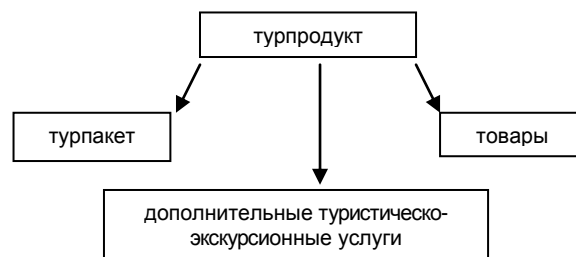 турпродукт
турпакет
товары
дополнительные туристическо-
экскурсионные услуги